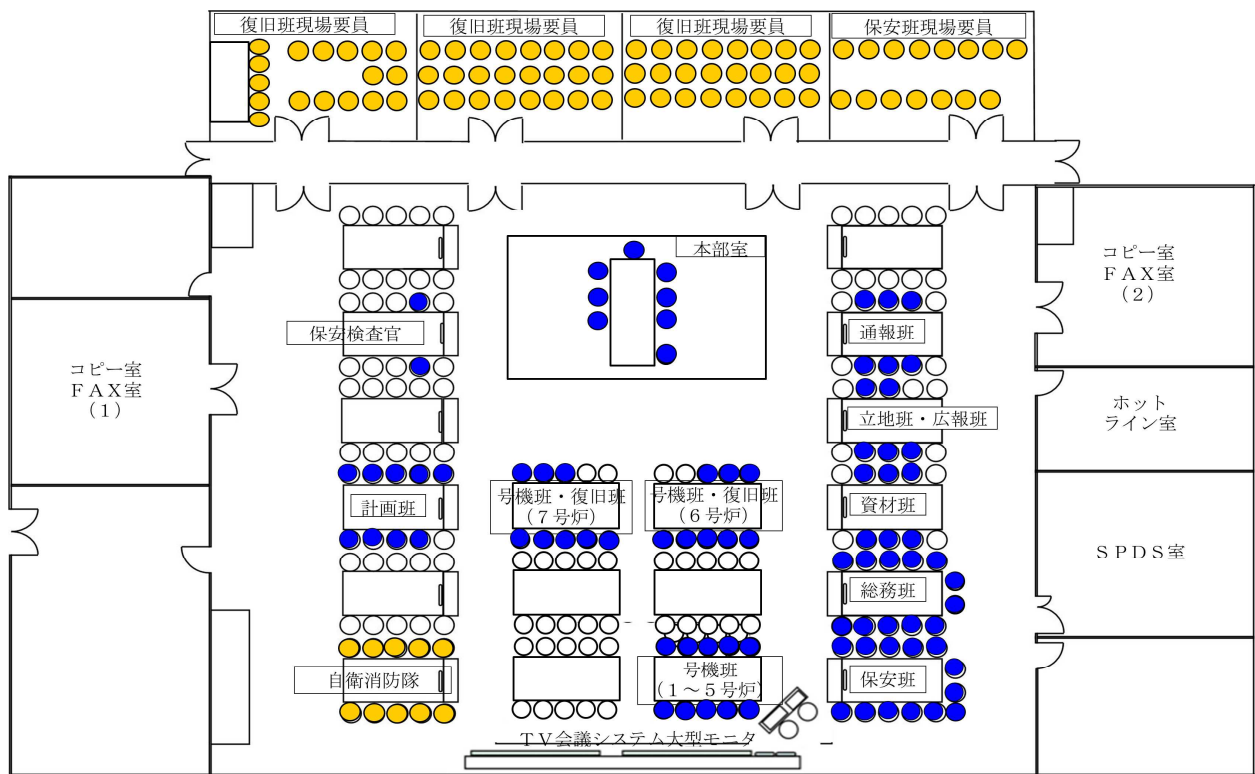 復旧班現場要員
復旧班現場要員
復旧班現場要員
保安班現場要員
本部室
コピー室
ＦＡＸ室
（2）
保安検査官
通報班
コピー室
ＦＡＸ室
（1）
立地班・広報班
ホット
ライン室
計画班
号機班・復旧班
（７号炉）
号機班・復旧班
（６号炉）
資材班
ＳＰＤＳ室
総務班
自衛消防隊
号機班
（１～５号炉）
保安班
ＴＶ会議システム大型モニタ